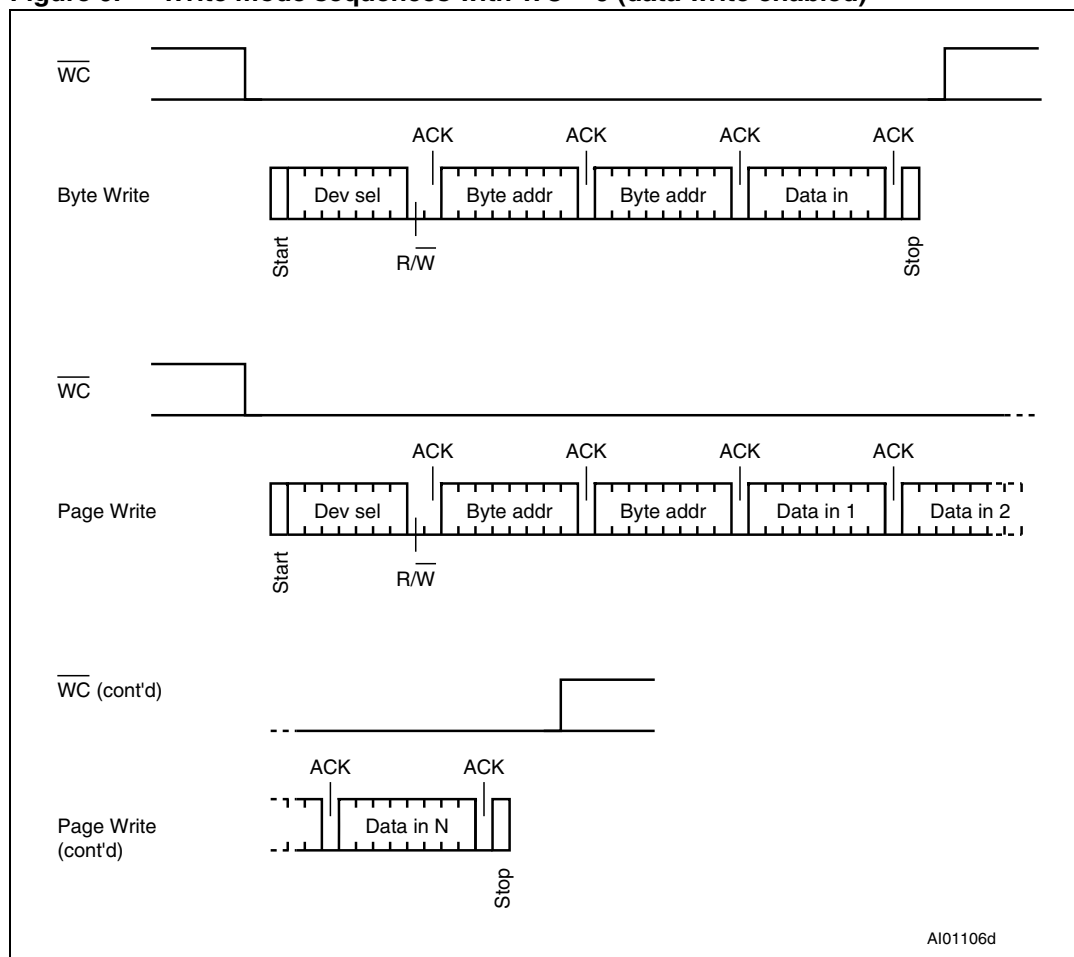 WC
ACK ACK ACK ACK
Byte Write Dev sel Byte addr Byte addr Data in
Start R/W Stop
WC
ACK ACK ACK ACK
Page Write Dev sel Byte addr Byte addr Data in 1 Data in 2
Start R/W
WC (cont'd)
ACK ACK
Page Write Data in N
(cont'd)
Stop
AI01106d